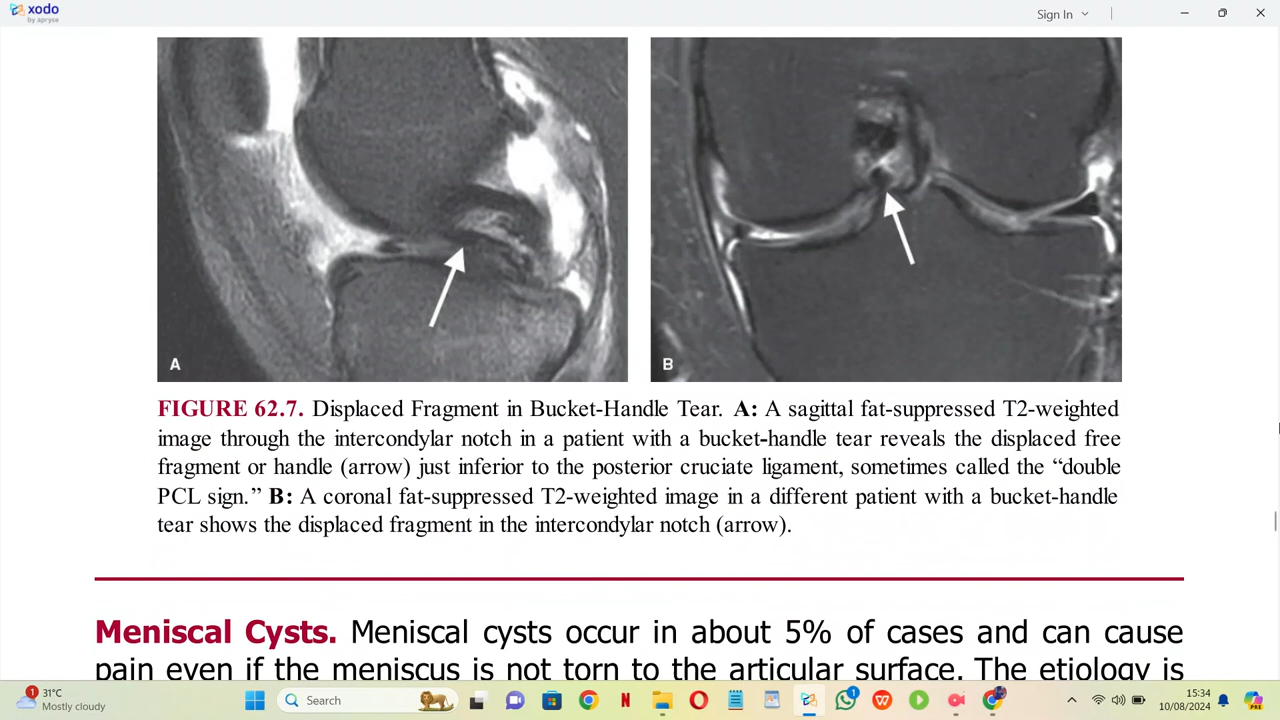 xodo
by apryse
Sign In
A
B
FIGURE 62.7. Displaced Fragment in Bucket-Handle Tear. A: A sagittal fat-suppressed T2-weighted
image through the intercondylar notch in a patient with a bucket-handle tear reveals the displaced free
fragment or handle (arrow) just inferior to the posterior cruciate ligament, sometimes called the “double
PCL sign.” B: A coronal fat-suppressed T2-weighted image in a different patient with a bucket-handle
tear shows the displaced fragment in the intercondylar notch (arrow).
Meniscal Cysts. Meniscal cysts occur in about 5% of cases and can cause
pain even if the meniscus is not torn to the articular surface. The etiology is
1
31°C
Mostly cloudy
Search
N
1
W
15:34
10/08/2024
PRE